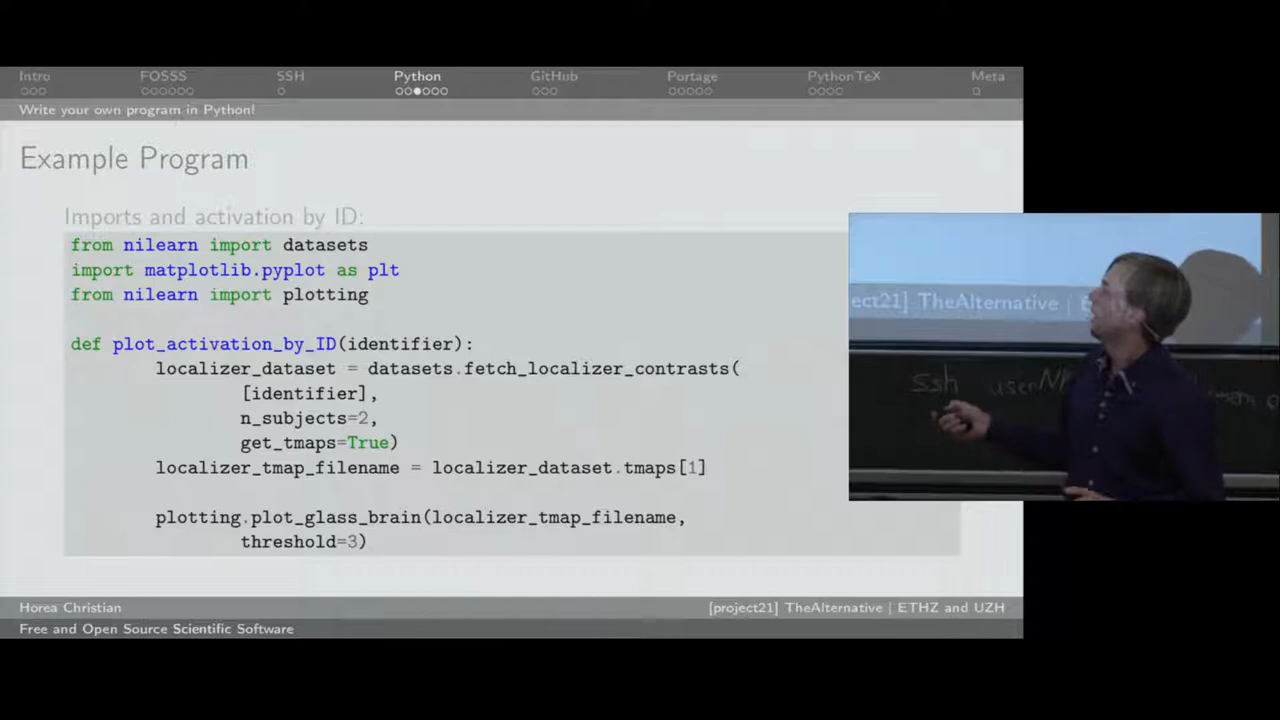 Intro FOSSS SSH Python GitHub Portage PythonTeX Meta
Write your own program in Python!
Example Program
Imports and activation by ID:
from nilearn import datasets
import matplotlib.pyplot as plt
from nilearn import plotting
def plot_activation_by_ID(identifier):
localizer_dataset = datasets.fetch_localizer_contrasts(
[identifier],
n_subjects=2,
get_tmaps=True)
localizer_tmap_filename = localizer_dataset.tmaps[1]
plotting.plot_glass_brain(localizer_tmap_filename,
threshold=3)
ect21] TheAlternative |
ssh
Horea Christian [project21] TheAlternative | ETHZ and UZH
Free and Open Source Scientific Software